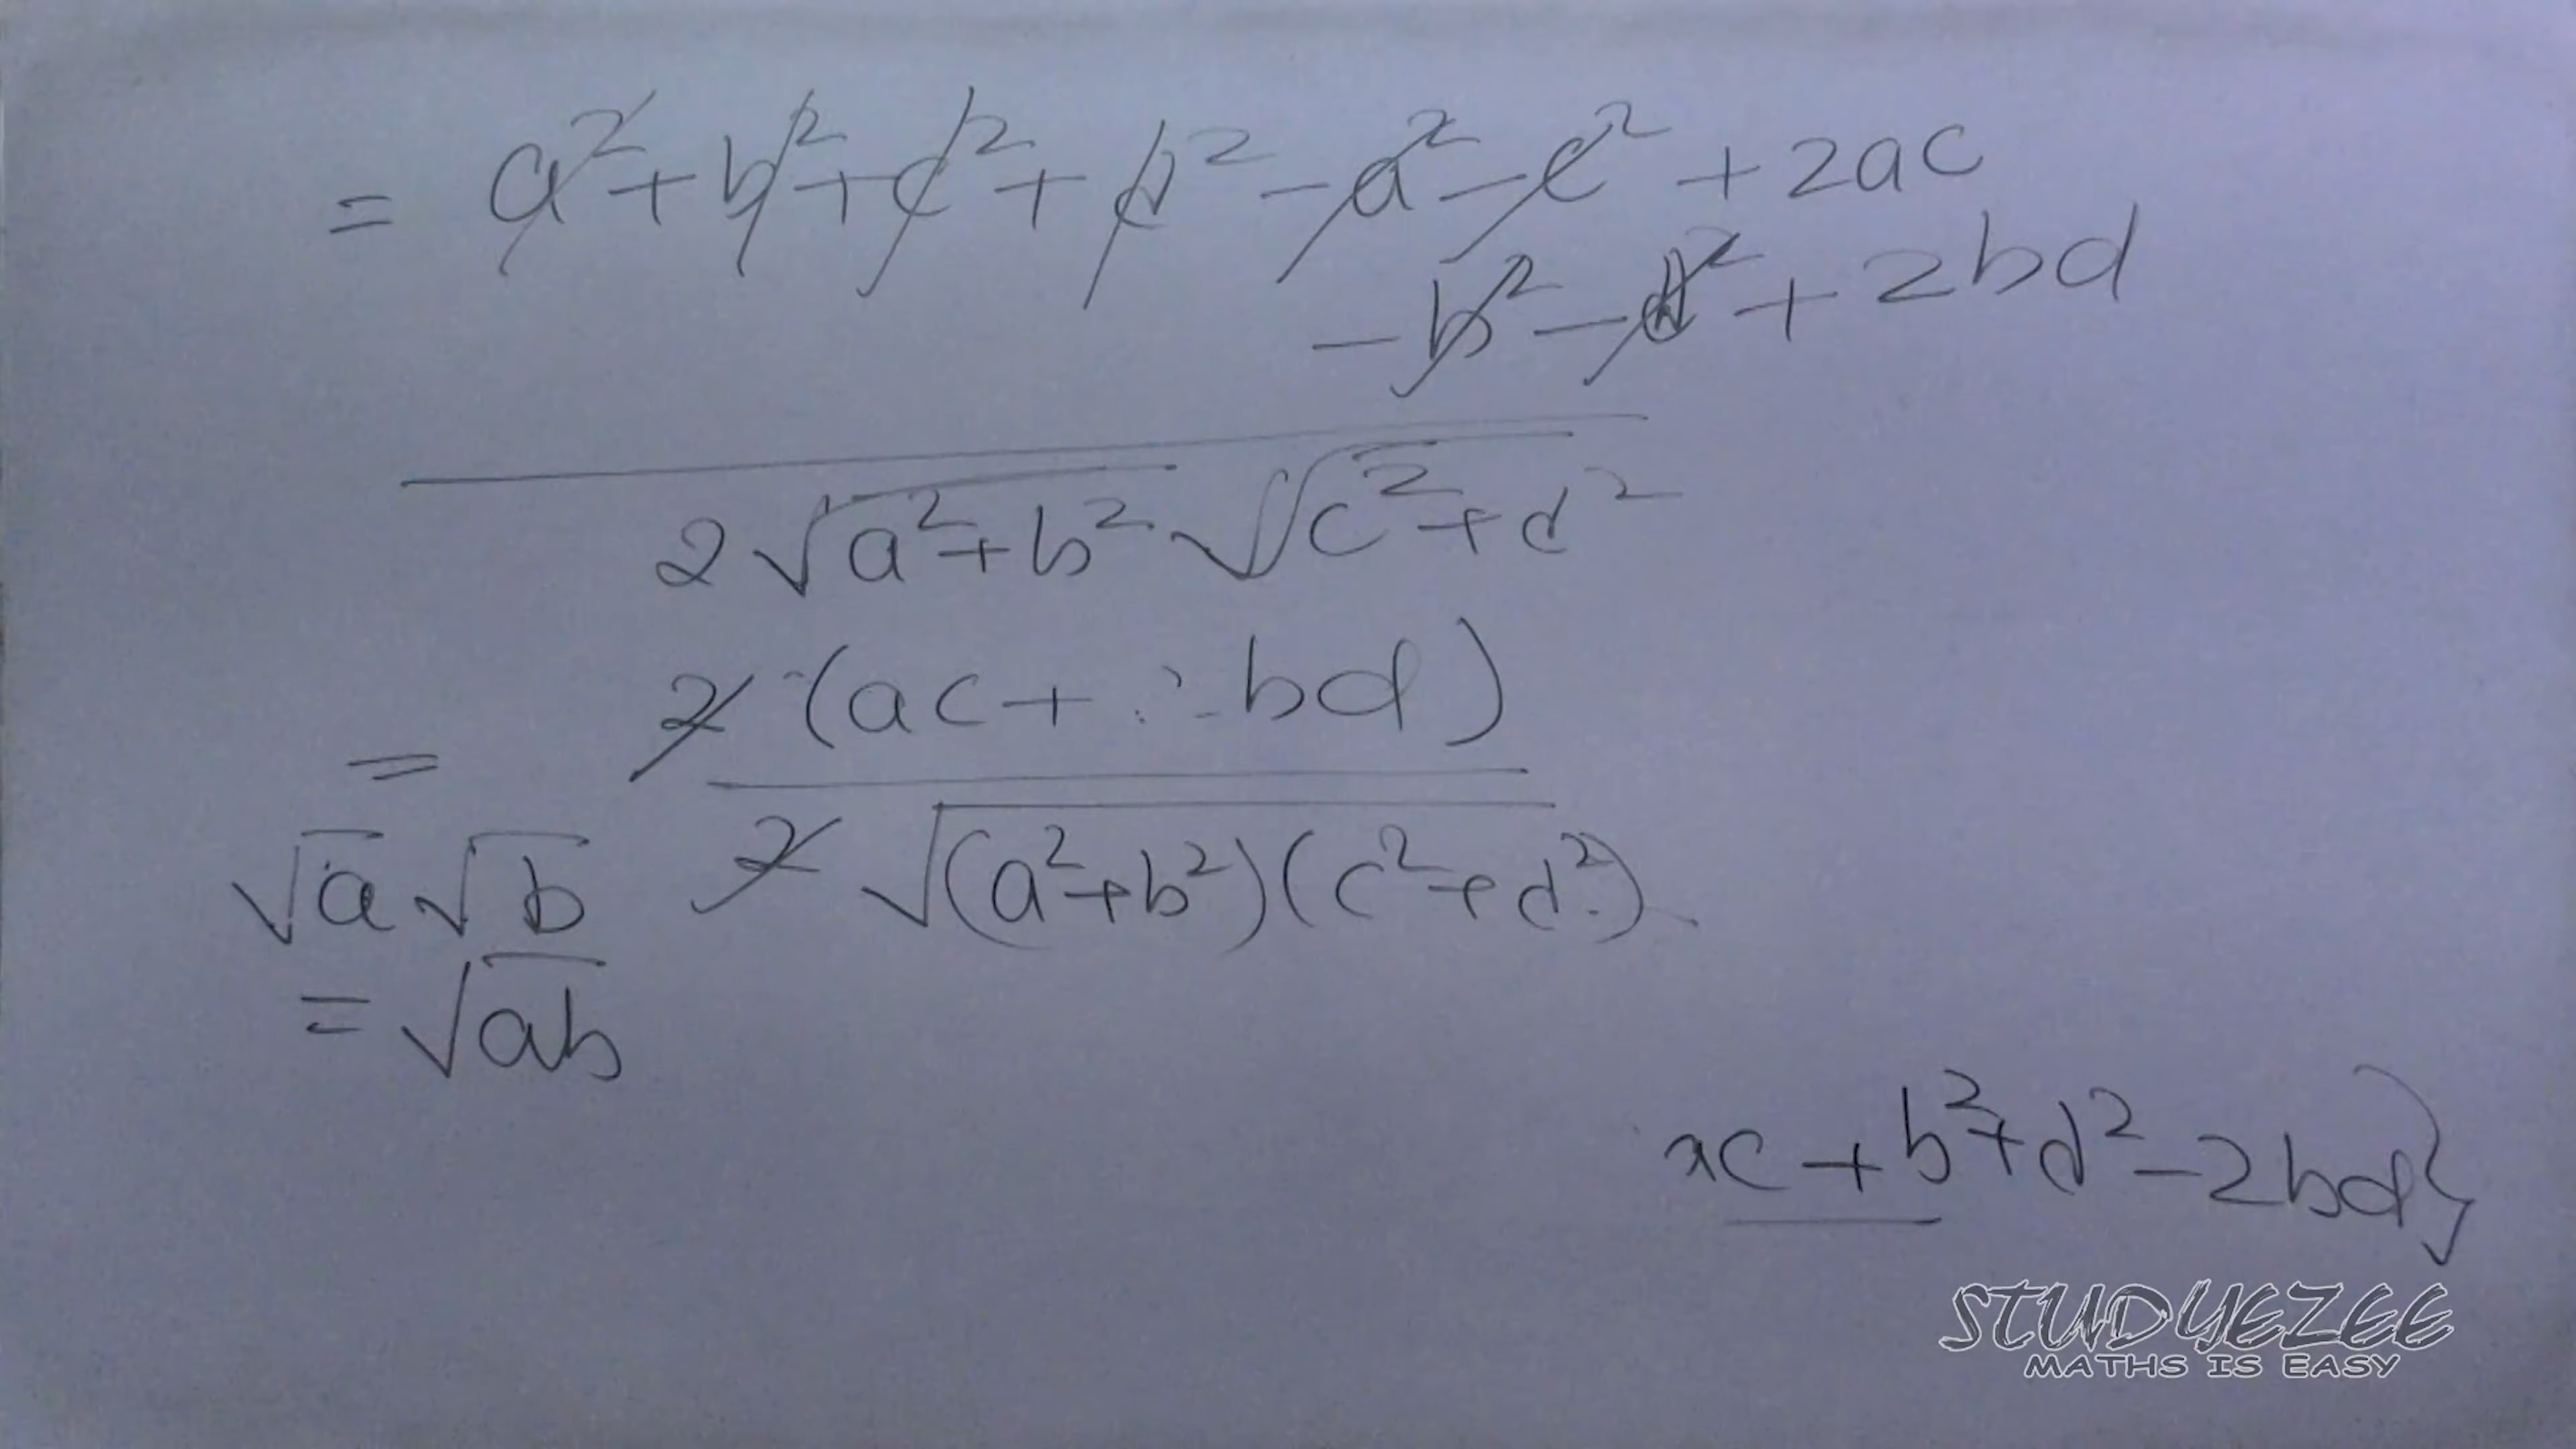 = a² + b² + c² + d² - a² - c² + 2ac
- b² - d² + 2bd
2 √a²+b² √c²+d²
= 2 (ac + bd)
2 √(a²+b²)(c²+d²)
√a √b
= √ab
xc + b²+d²-2bd}
STUDYEZEE
MATHS IS EASY